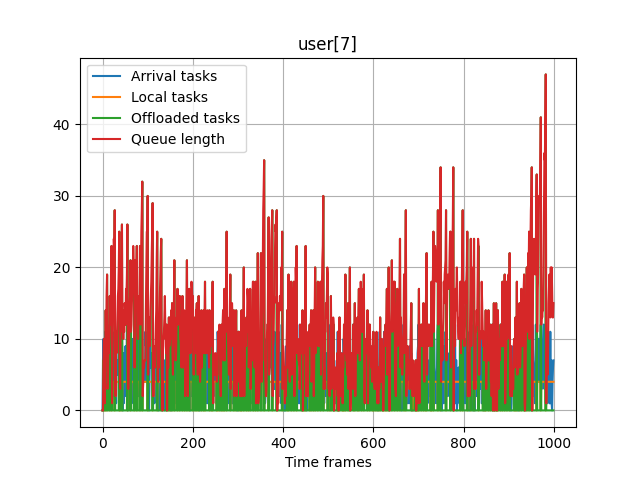 user[7]
Arrival tasks
Local tasks
Offloaded tasks
Queue length
40
30
20
10
0
0 200 400 600 800 1000
Time frames